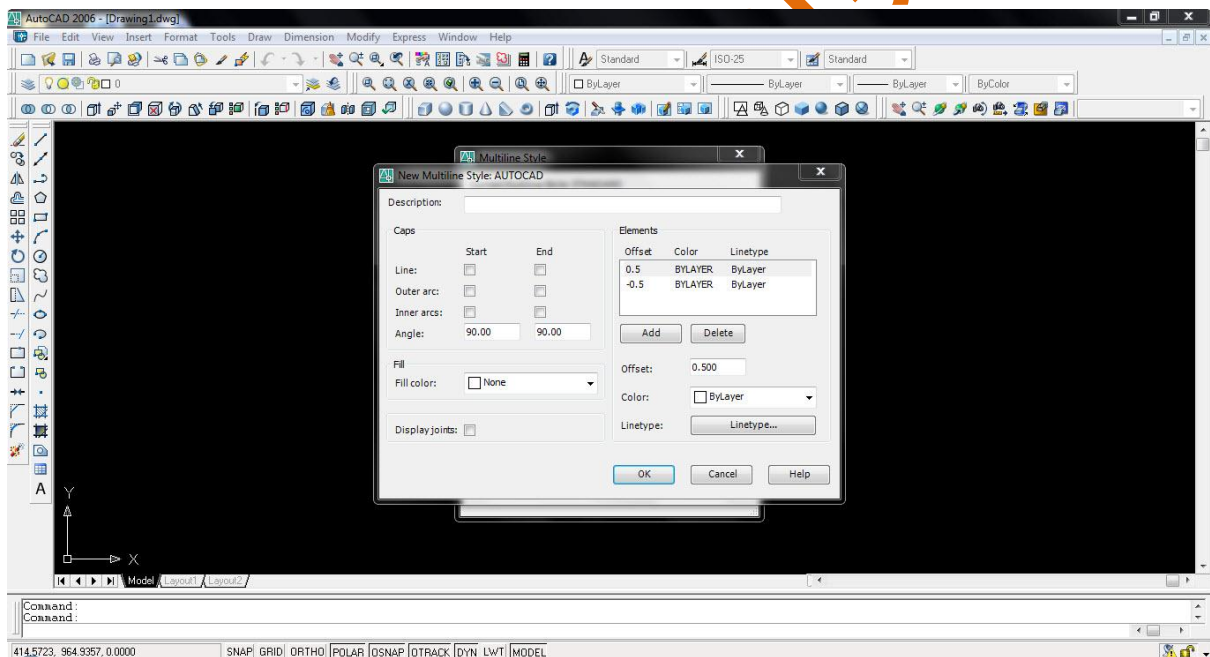 AutoCAD 2006 - [Drawing1.dwg]
File Edit View Insert Format Tools Draw Dimension Modify Express Window Help
Standard ISO-25 Standard
0 ByLayer ByLayer ByLayer ByColor
Multiline Style
New Multiline Style: AUTOCAD
Description:
Caps
Start End
Line:
Outer arc:
Inner arcs:
Angle: 90.00 90.00
Fill
Fill color: None
Display joints:
Elements
Offset Color Linetype
0.5 BYLAYER ByLayer
-0.5 BYLAYER ByLayer
Add Delete
Offset: 0.500
Color: ByLayer
Linetype: Linetype...
OK Cancel Help
A
Y
X
Model Layout1 Layout2
Command:
Command:
414.5723, 964.9357, 0.0000 SNAP GRID ORTHO POLAR OSNAP OTRACK DYN LWT MODEL